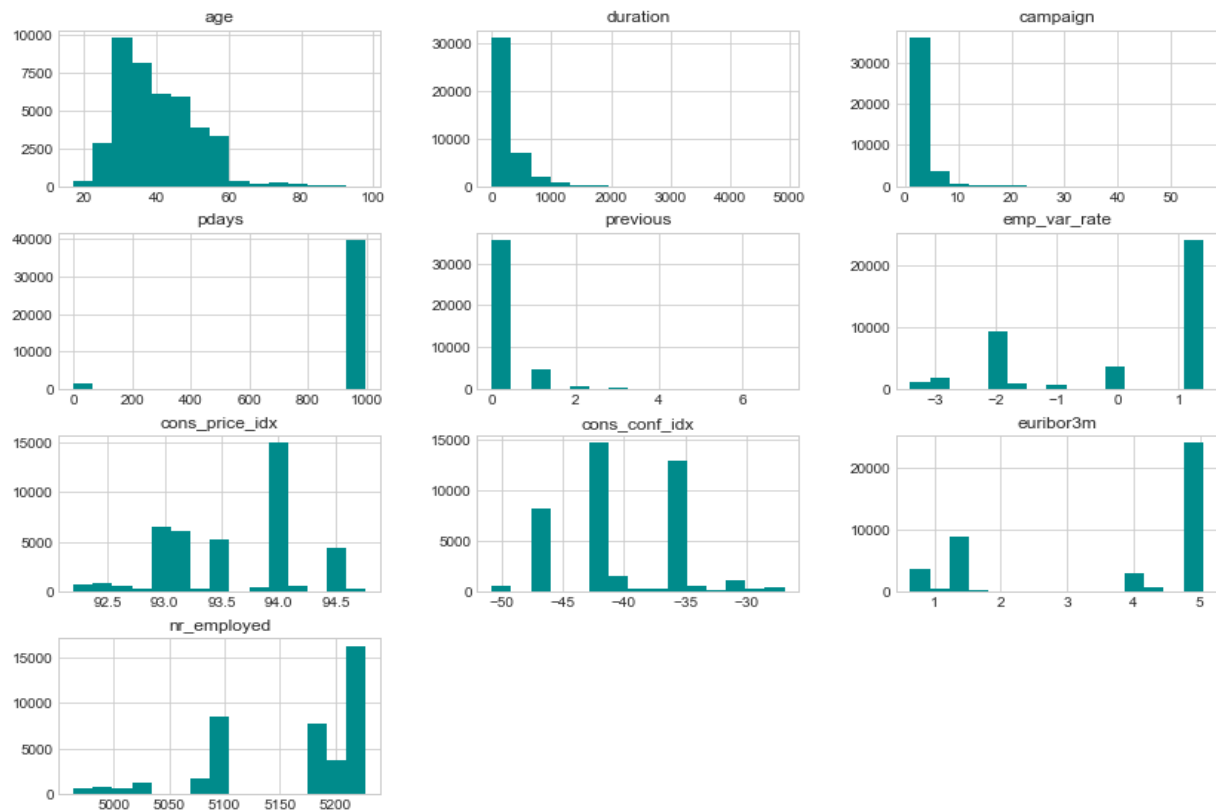 age
10000
7500
5000
2500
0
20 40 60 80 100
duration
30000
20000
10000
0
0 1000 2000 3000 4000 5000
campaign
30000
20000
10000
0
0 10 20 30 40 50
pdays
40000
30000
20000
10000
0
0 200 400 600 800 1000
previous
30000
20000
10000
0
0 2 4 6
emp_var_rate
20000
10000
0
−3 −2 −1 0 1
cons_price_idx
15000
10000
5000
0
92.5 93.0 93.5 94.0 94.5
cons_conf_idx
15000
10000
5000
0
−50 −45 −40 −35 −30
euribor3m
20000
10000
0
1 2 3 4 5
nr_employed
15000
10000
5000
0
5000 5050 5100 5150 5200